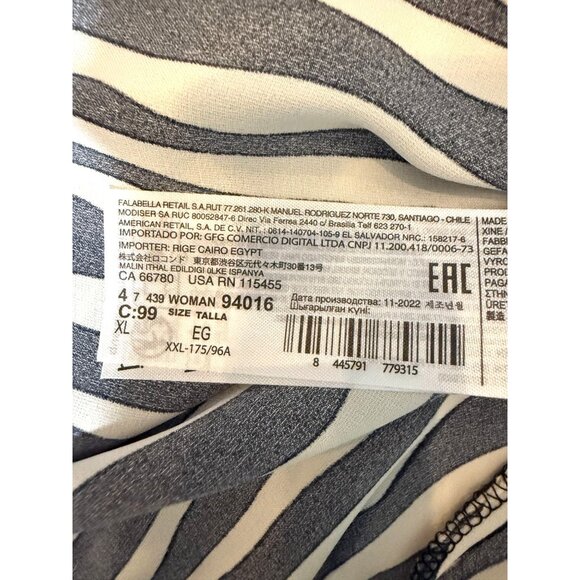 FALABELLA RETAIL S.A.RUT 77.261.280-K MANUEL RODRIGUEZ NORTE 730, SANTIAGO - CHILE
MODISER SA RUC 80052847-6 Direc Via Ferrea 2440 c/ Brasilia Telf 623 270-1
AMERICAN RETAIL, S.A. DE C.V. NIT. : 0614-140704-105-9 EL SALVADOR NRC. : 158217-6
IMPORTADO POR: GFG COMERCIO DIGITAL LTDA CNPJ 11.200.418/0006-73
IMPORTER: RIGE CAIRO EGYPT
株式会社ロコンド 東京都渋谷区元代々木町30番13号
MALIN ITHAL EDILDIGI ÜLKE ISPANYA
CA 66780 USA RN 115455
4 7 439 WOMAN 94016
C:99 SIZE TALLA
XL EG
XXL-175/96A
Дата производства: 11-2022 제조년월
Шығарылған күні:
8 445791 779315
EAC
MADE
XINE /
FABB
GEFA
VYRO
PAGA
ΣΤΗΝ
ÜRET
製造